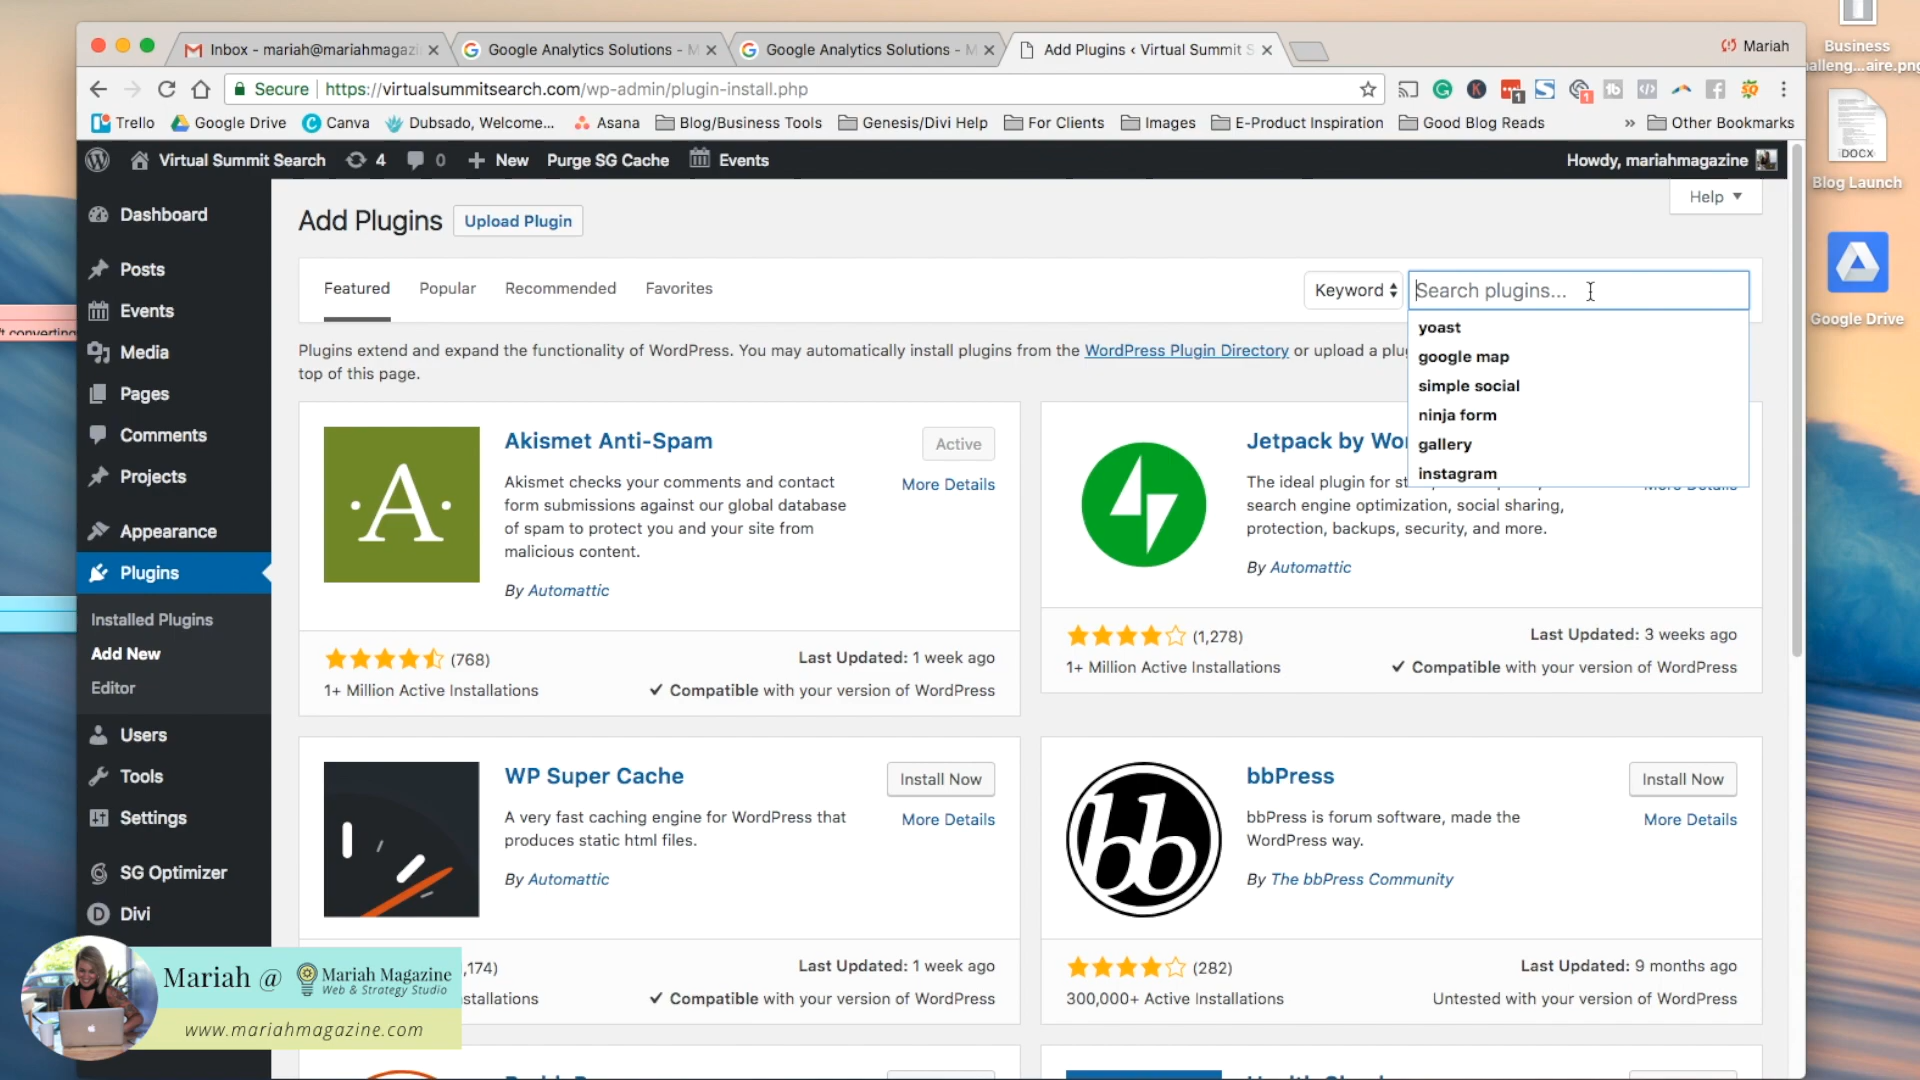 Inbox - mariah@mariahmagazi
Google Analytics Solutions - M
Google Analytics Solutions - M
Add Plugins ‹ Virtual Summit S
Mariah
Secure
https://virtualsummitsearch.com/wp-admin/plugin-install.php
Trello
Google Drive
Canva
Dubsado, Welcome...
Asana
Blog/Business Tools
Genesis/Divi Help
For Clients
Images
E-Product Inspiration
Good Blog Reads
»
Other Bookmarks
Virtual Summit Search
4
0
New
Purge SG Cache
Events
Howdy, mariahmagazine
Dashboard
Posts
Events
Media
Pages
Comments
Projects
Appearance
Plugins
Installed Plugins
Add New
Editor
Users
Tools
Settings
SG Optimizer
Divi
Help
Add Plugins
Upload Plugin
Featured
Popular
Recommended
Favorites
Keyword
Search plugins...
yoast
google map
simple social
ninja form
gallery
instagram
Plugins extend and expand the functionality of WordPress. You may automatically install plugins from the WordPress Plugin Directory or upload a plu
top of this page.
A
Akismet Anti-Spam
Active
More Details
Akismet checks your comments and contact
form submissions against our global database
of spam to protect you and your site from
malicious content.
By Automattic
(768)
Last Updated: 1 week ago
1+ Million Active Installations
Compatible with your version of WordPress
Jetpack by Wor
The ideal plugin for st
search engine optimization, social sharing,
protection, backups, security, and more.
More Details
By Automattic
(1,278)
Last Updated: 3 weeks ago
1+ Million Active Installations
Compatible with your version of WordPress
WP Super Cache
Install Now
More Details
A very fast caching engine for WordPress that
produces static html files.
By Automattic
,174)
Last Updated: 1 week ago
stallations
Compatible with your version of WordPress
bb
bbPress
Install Now
More Details
bbPress is forum software, made the
WordPress way.
By The bbPress Community
(282)
Last Updated: 9 months ago
300,000+ Active Installations
Untested with your version of WordPress
Mariah @
Mariah Magazine
Web & Strategy Studio
www.mariahmagazine.com
Business
alleng...aire.png
DOCX
Blog Launch
Google Drive
ft converting